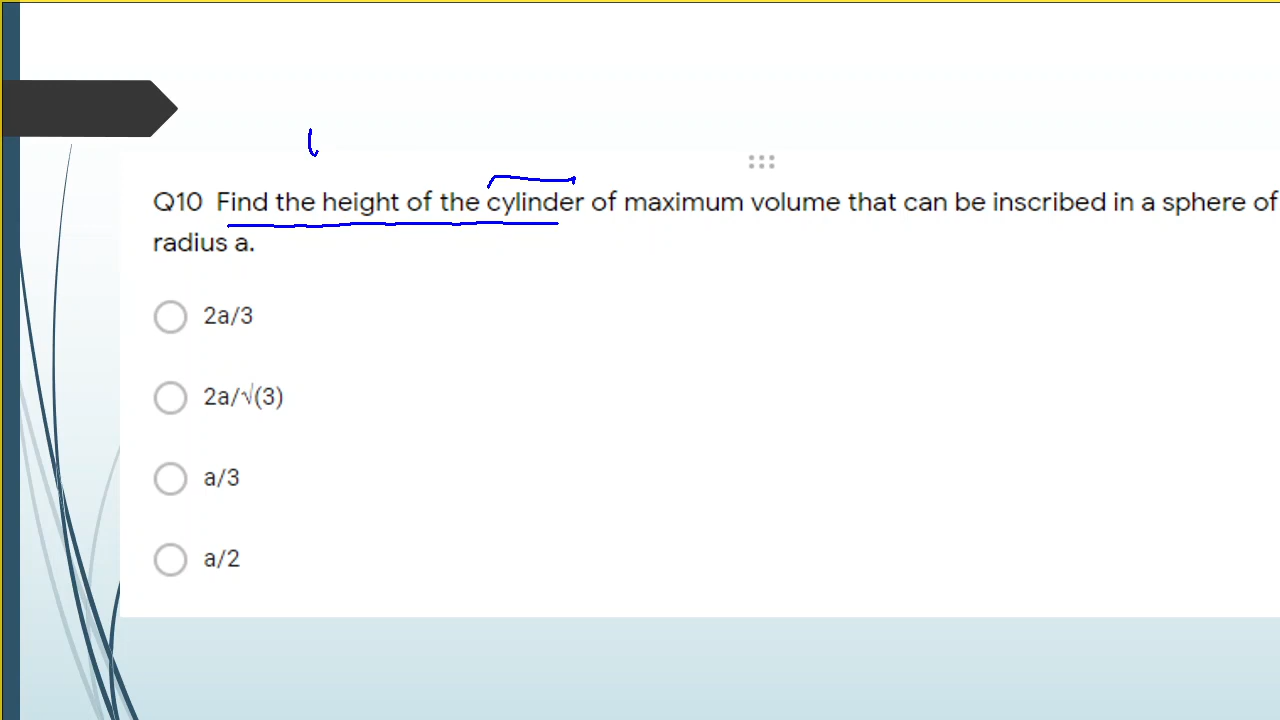 Q10 Find the height of the cylinder of maximum volume that can be inscribed in a sphere of
radius a.
2a/3
2a/√(3)
a/3
a/2